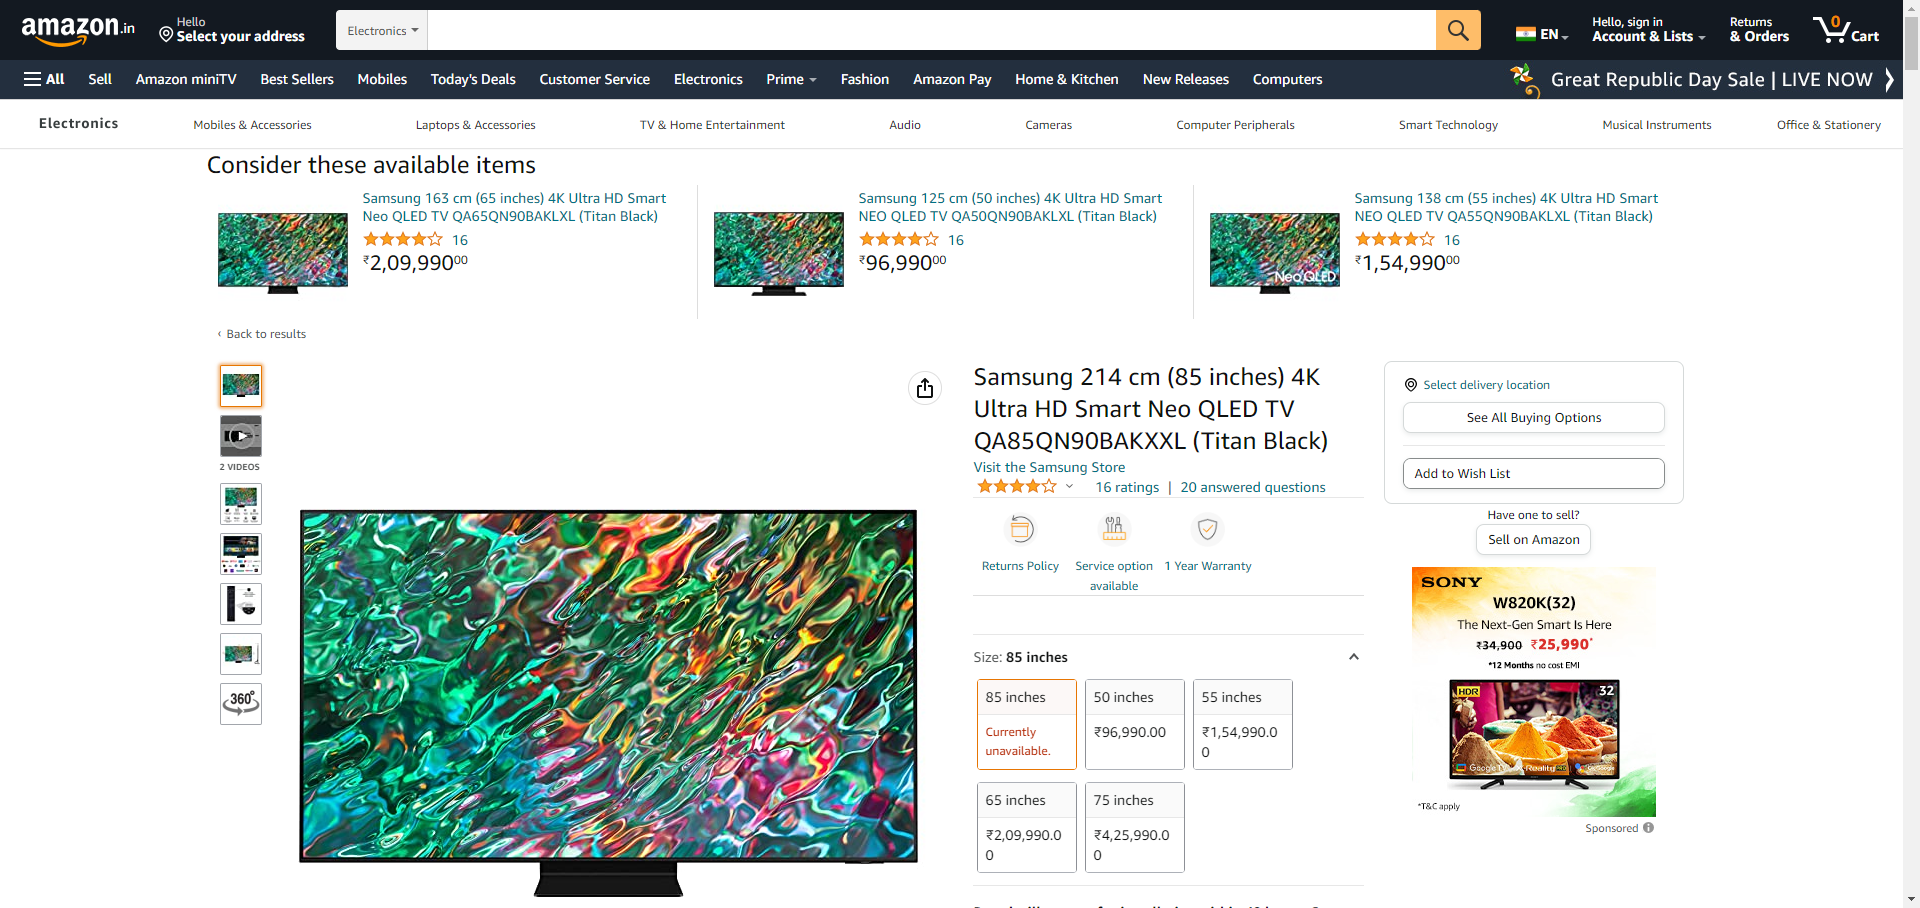 amazon.in
Hello
Select your address
Electronics
EN
Hello, sign in
Account & Lists
Returns
& Orders
0
Cart
All
Sell
Amazon miniTV
Best Sellers
Mobiles
Today's Deals
Customer Service
Electronics
Prime
Fashion
Amazon Pay
Home & Kitchen
New Releases
Computers
Great Republic Day Sale | LIVE NOW
Electronics
Mobiles & Accessories
Laptops & Accessories
TV & Home Entertainment
Audio
Cameras
Computer Peripherals
Smart Technology
Musical Instruments
Office & Stationery
Consider these available items
Samsung 163 cm (65 inches) 4K Ultra HD Smart
Neo QLED TV QA65QN90BAKLXL (Titan Black)
16
₹2,09,99000
Samsung 125 cm (50 inches) 4K Ultra HD Smart
NEO QLED TV QA50QN90BAKLXL (Titan Black)
16
₹96,99000
Neo QLED
Samsung 138 cm (55 inches) 4K Ultra HD Smart
NEO QLED TV QA55QN90BAKLXL (Titan Black)
16
₹1,54,99000
‹ Back to results
2 VIDEOS
360°
Samsung 214 cm (85 inches) 4K
Ultra HD Smart Neo QLED TV
QA85QN90BAKXXL (Titan Black)
Visit the Samsung Store
16 ratings | 20 answered questions
Returns Policy
Service option
available
1 Year Warranty
Size: 85 inches
85 inches
Currently
unavailable.
50 inches
₹96,990.00
55 inches
₹1,54,990.0
0
65 inches
₹2,09,990.0
0
75 inches
₹4,25,990.0
0
Select delivery location
See All Buying Options
Add to Wish List
Have one to sell?
Sell on Amazon
SONY
W820K(32)
The Next-Gen Smart Is Here
₹34,900 ₹25,990*
*12 Months no cost EMI
HDR
32
Google TV
*T&C apply
Sponsored